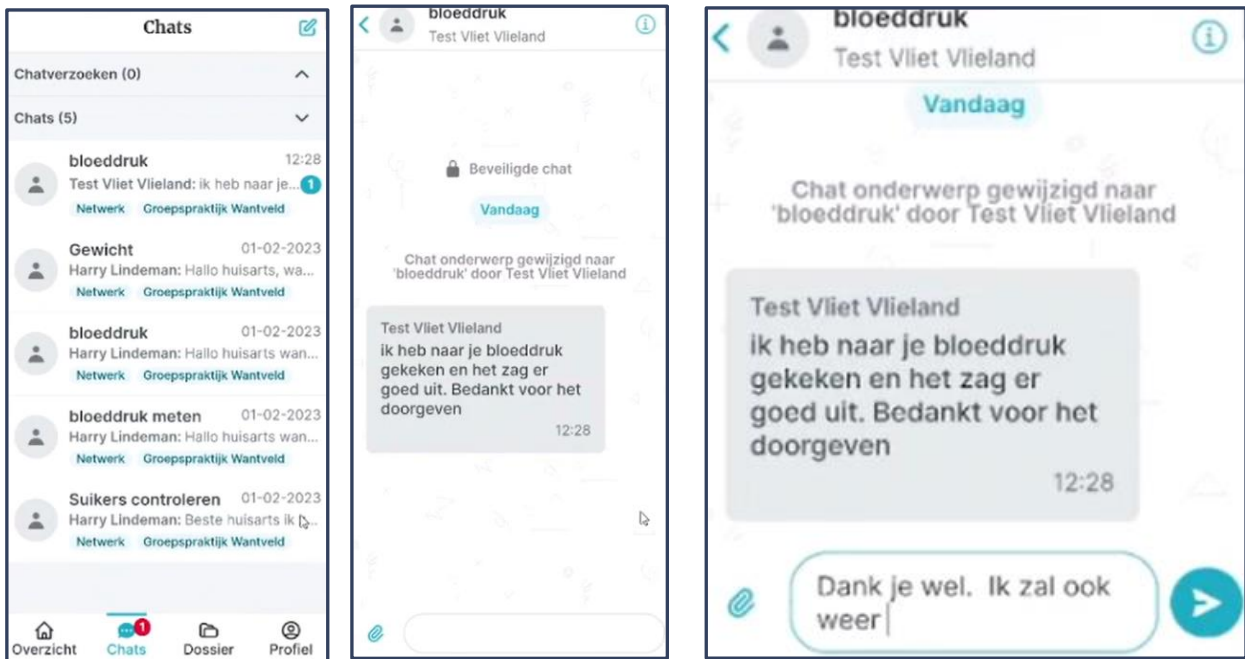 Chats
Chatverzoeken (0)
Chats (5)
bloeddruk 12:28
Test Vliet Vlieland: ik heb naar je... 1
Netwerk Groepspraktijk Wantveld
Gewicht 01-02-2023
Harry Lindeman: Hallo huisarts, wa...
Netwerk Groepspraktijk Wantveld
bloeddruk 01-02-2023
Harry Lindeman: Hallo huisarts wan...
Netwerk Groepspraktijk Wantveld
bloeddruk meten 01-02-2023
Harry Lindeman: Hallo huisarts wan...
Netwerk Groepspraktijk Wantveld
Suikers controleren 01-02-2023
Harry Lindeman: Beste huisarts ik
Netwerk Groepspraktijk Wantveld
1
Overzicht Chats Dossier Profiel
bloeddruk
Test Vliet Vlieland
Beveiligde chat
Vandaag
Chat onderwerp gewijzigd naar
'bloeddruk' door Test Vliet Vlieland
Test Vliet Vlieland
ik heb naar je bloeddruk
gekeken en het zag er
goed uit. Bedankt voor het
doorgeven
12:28
bloeddruk
Test Vliet Vlieland
Vandaag
Chat onderwerp gewijzigd naar
'bloeddruk' door Test Vliet Vlieland
Test Vliet Vlieland
ik heb naar je bloeddruk
gekeken en het zag er
goed uit. Bedankt voor het
doorgeven
12:28
Dank je wel. Ik zal ook
weer